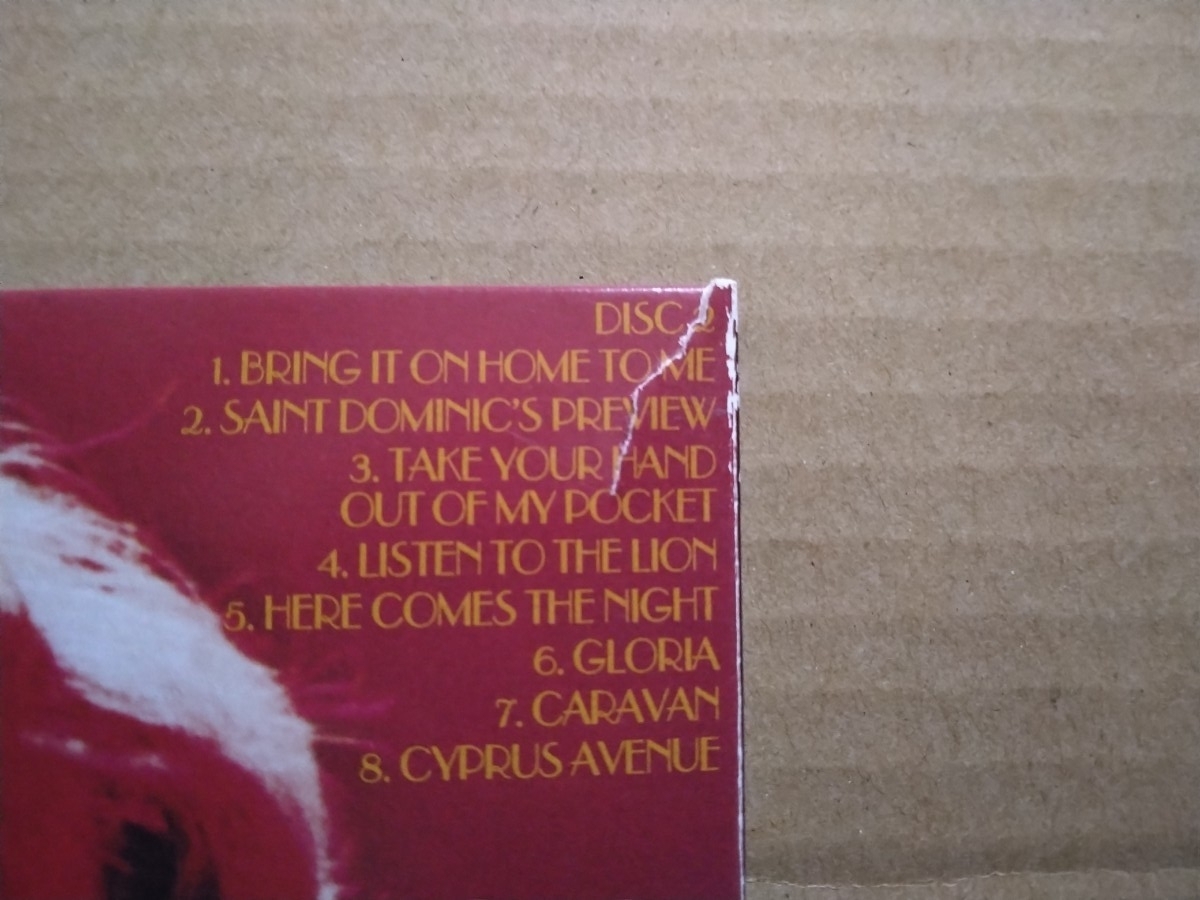 DISC 2
1. BRING IT ON HOME TO ME
2. SAINT DOMINIC'S PREVIEW
3. TAKE YOUR HAND
OUT OF MY POCKET
4. LISTEN TO THE LION
5. HERE COMES THE NIGHT
6. GLORIA
7. CARAVAN
8. CYPRUS AVENUE